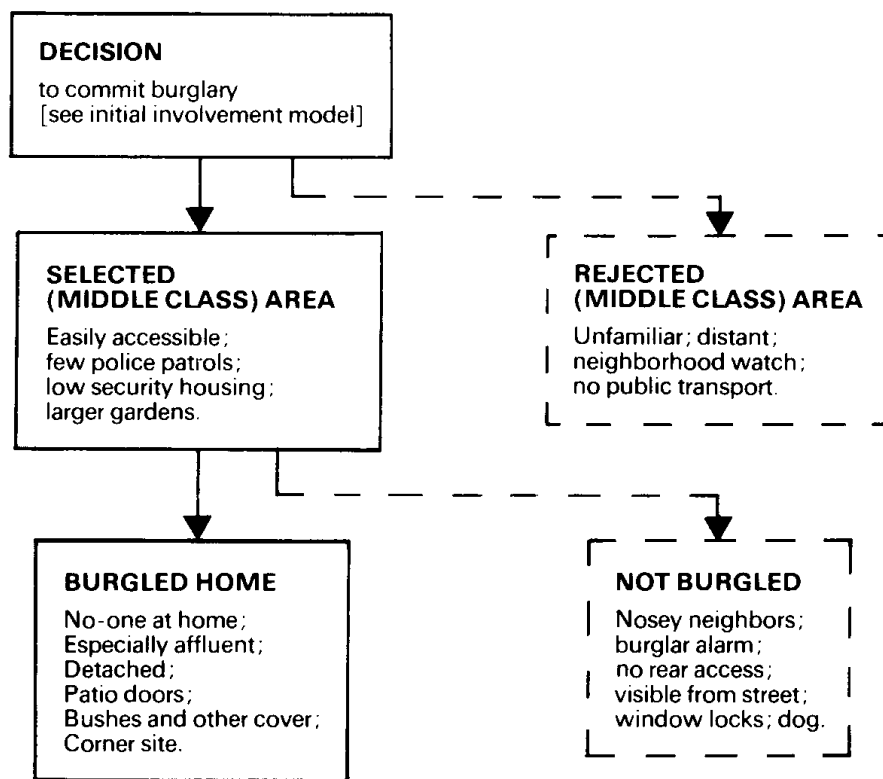 DECISION
to commit burglary
[see initial involvement model]
SELECTED
(MIDDLE CLASS) AREA
Easily accessible;
few police patrols;
low security housing;
larger gardens.
REJECTED
(MIDDLE CLASS) AREA
Unfamiliar; distant;
neighborhood watch;
no public transport.
BURGLED HOME
No-one at home;
Especially affluent;
Detached;
Patio doors;
Bushes and other cover;
Corner site.
NOT BURGLED
Nosey neighbors;
burglar alarm;
no rear access;
visible from street;
window locks; dog.